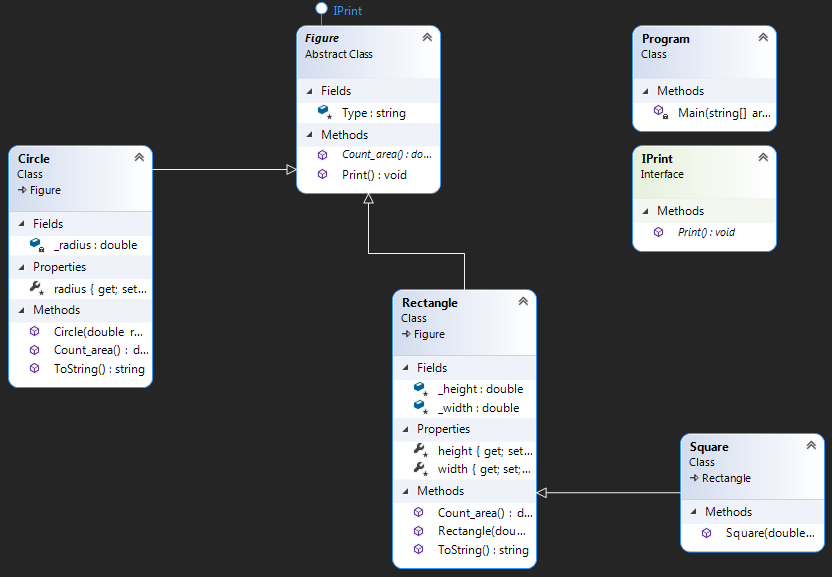 IPrint
Figure
Abstract Class
Fields
Type : string
Methods
Count_area() : do...
Print() : void
Program
Class
Methods
Main(string[] ar...
IPrint
Interface
Methods
Print() : void
Circle
Class
Figure
Fields
_radius : double
Properties
radius { get; set...
Methods
Circle(double r...
Count_area() : d...
ToString() : string
Rectangle
Class
Figure
Fields
_height : double
_width : double
Properties
height { get; set...
width { get; set;...
Methods
Count_area() : d...
Rectangle(dou...
ToString() : string
Square
Class
Rectangle
Methods
Square(double...